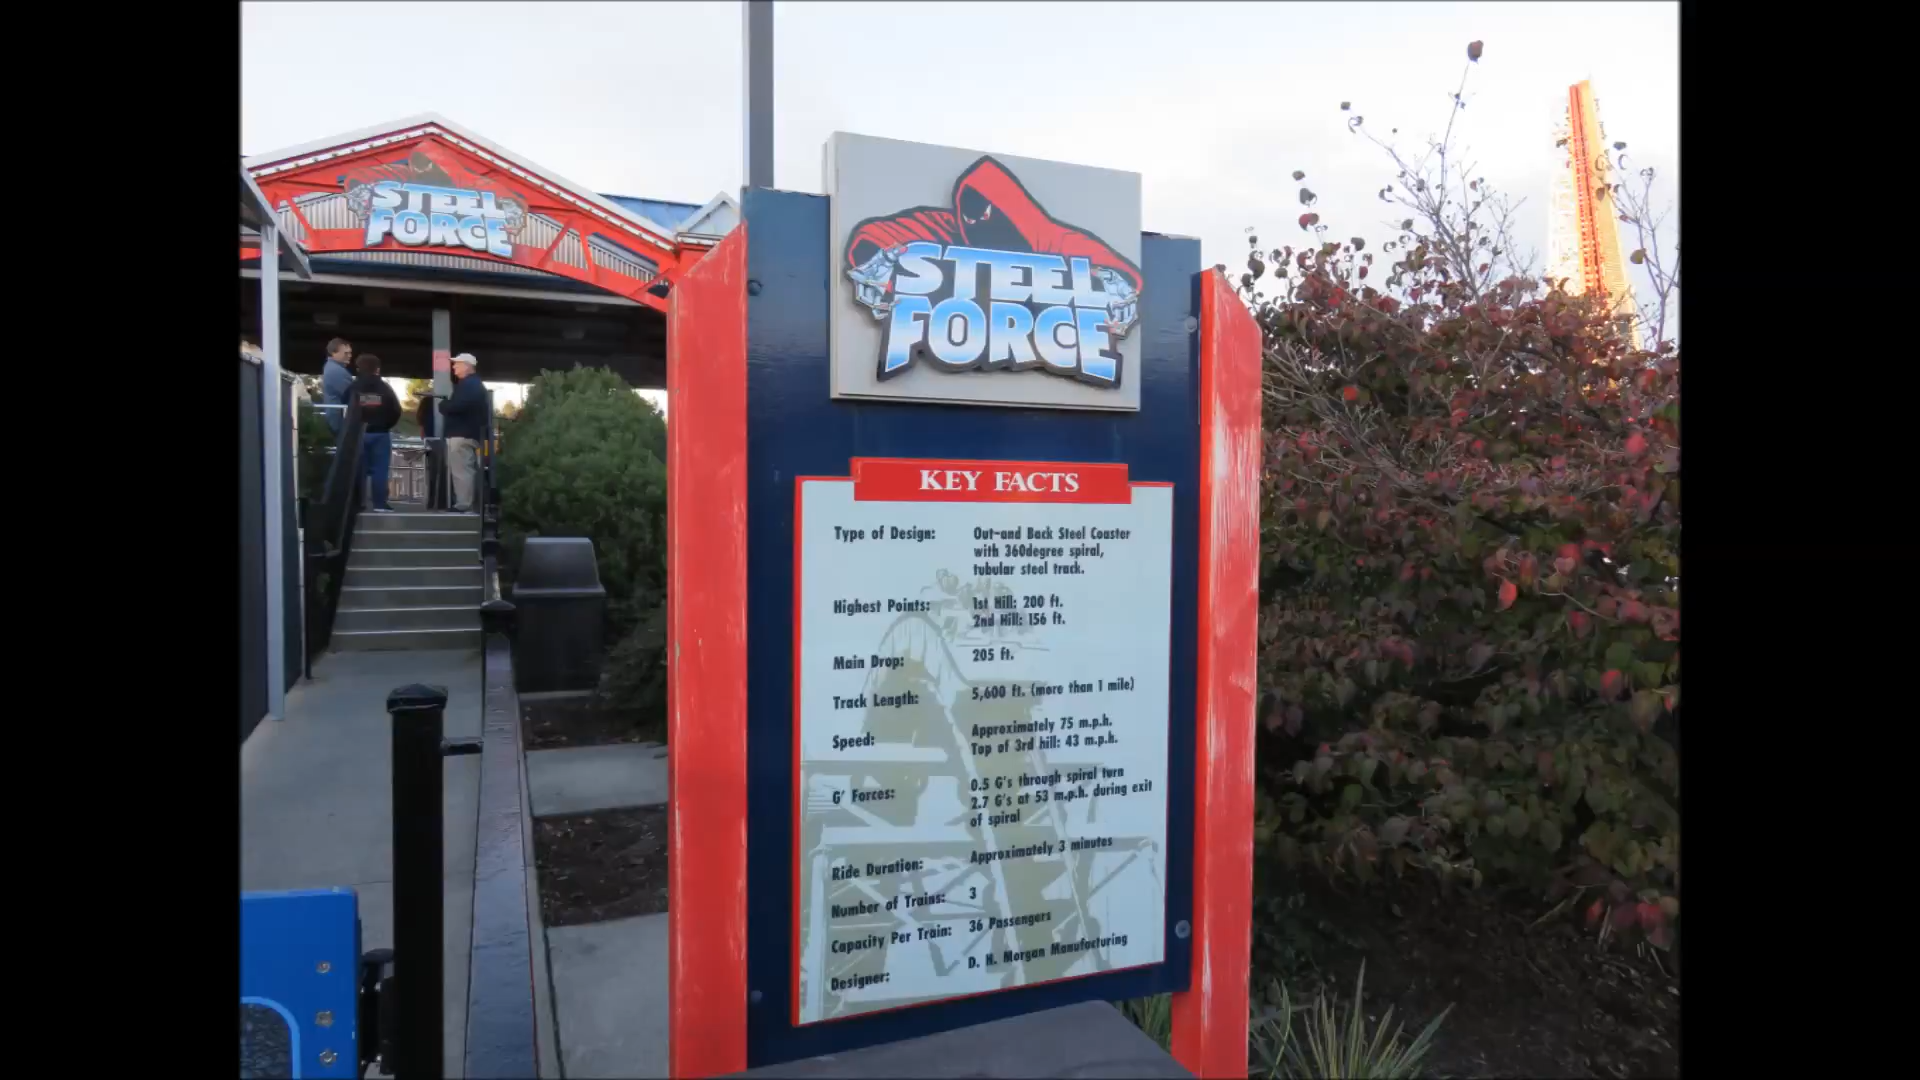 STEEL
FORCE
STEEL
FORCE
KEY FACTS
Type of Design: Out-and Back Steel Coaster
with 360degree spiral,
tubular steel track.
Highest Points: 1st Hill: 200 ft.
2nd Hill: 156 ft.
Main Drop: 205 ft.
Track Length: 5,600 ft. (more than 1 mile)
Speed: Approximately 75 m.p.h.
Top of 3rd hill: 43 m.p.h.
G' Forces: 0.5 G's through spiral turn
2.7 G's at 53 m.p.h. during exit
of spiral
Ride Duration: Approximately 3 minutes
Number of Trains: 3
Capacity Per Train: 36 Passengers
Designer: D. H. Morgan Manufacturing